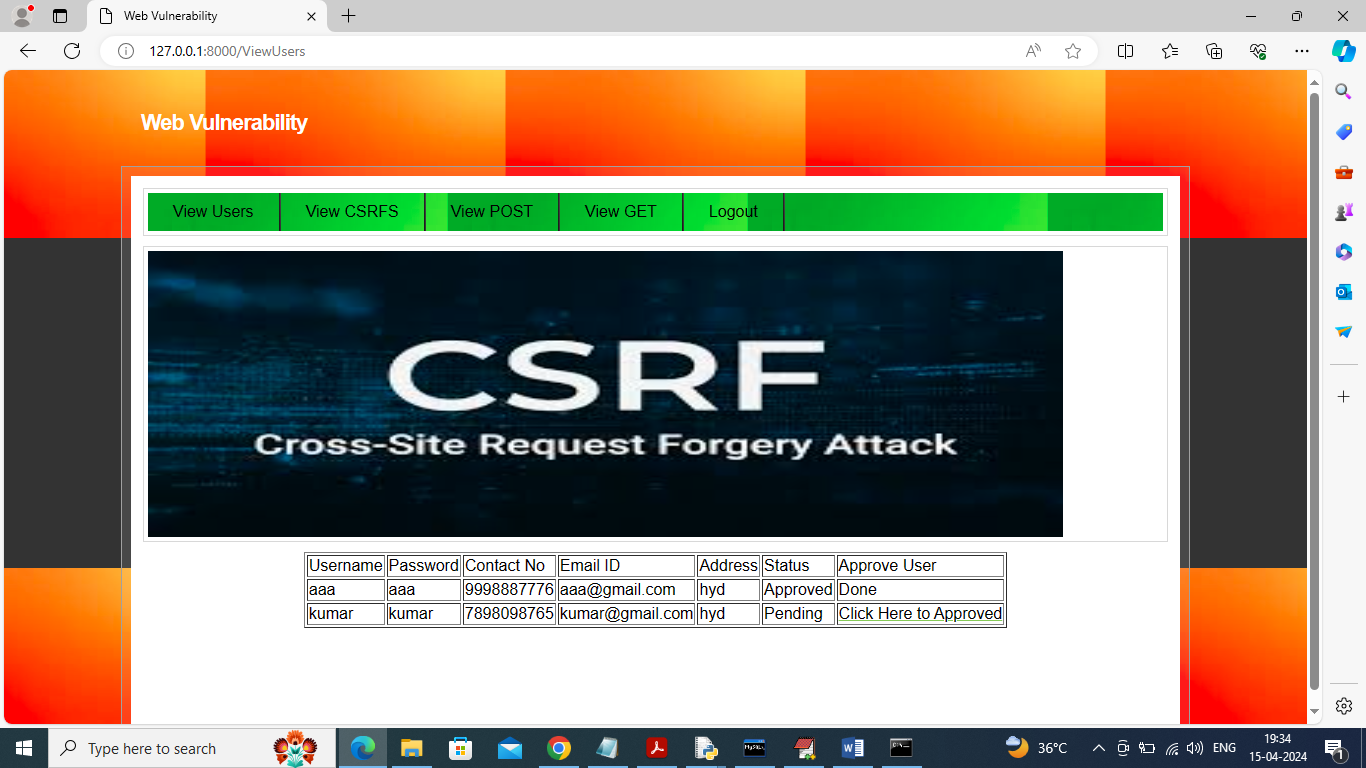 Web Vulnerability
127.0.0.1:8000/ViewUsers
Web Vulnerability
View Users View CSRFS View POST View GET Logout
CSRF
Cross-Site Request Forgery Attack
Username Password Contact No Email ID Address Status Approve User
aaa aaa 9998887776 aaa@gmail.com hyd Approved Done
kumar kumar 7898098765 kumar@gmail.com hyd Pending Click Here to Approved
Type here to search
36°C
ENG
19:34
15-04-2024
1